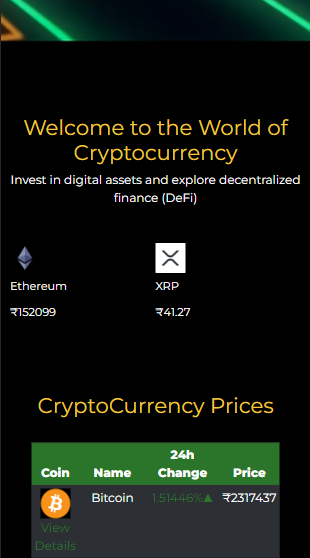 Welcome to the World of
Cryptocurrency
Invest in digital assets and explore decentralized
finance (DeFi)
Ethereum XRP
₹152099 ₹41.27
CryptoCurrency Prices
24h
Coin Name Change Price
Bitcoin 1.51446%▲ ₹2317437
View
Details